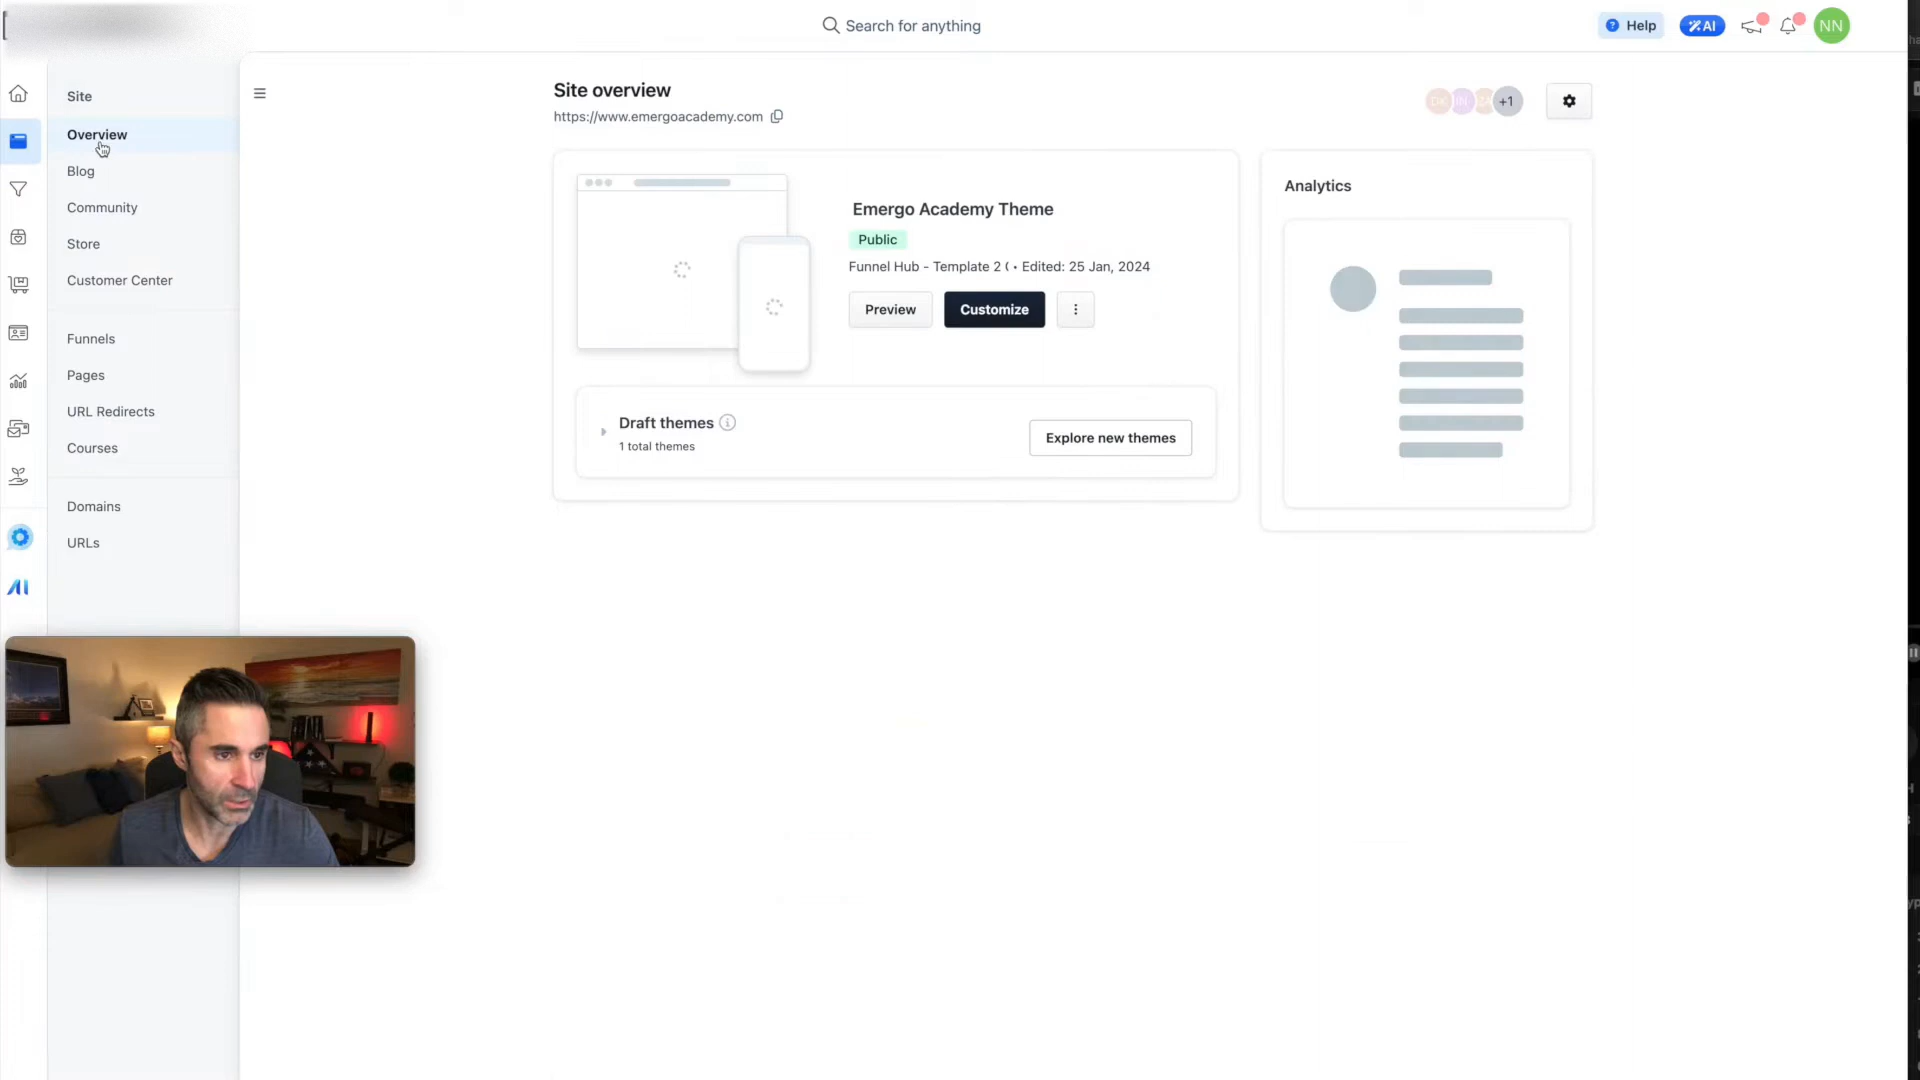 Search for anything
Help
AI
NN
Site
Overview
Blog
Community
Store
Customer Center
Funnels
Pages
URL Redirects
Courses
Domains
URLs
AI
Site overview
https://www.emergoacademy.com
+1
Emergo Academy Theme
Public
Funnel Hub - Template 2 ( • Edited: 25 Jan, 2024
Preview
Customize
Draft themes
1 total themes
Explore new themes
Analytics